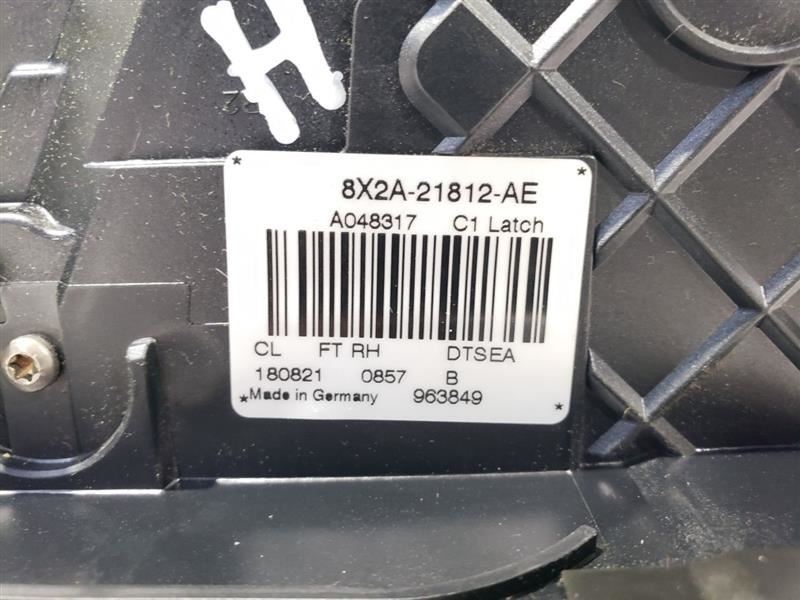 H
8X2A-21812-AE
A048317 C1 Latch
CL FT RH DTSEA
180821 0857 B
Made in Germany 963849